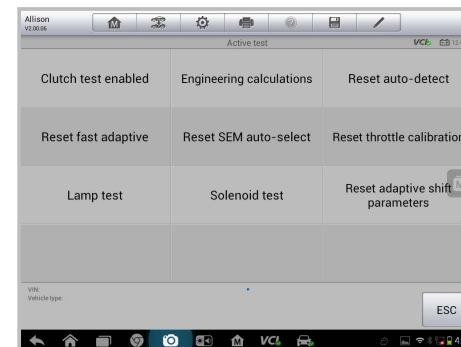 Allison
V2.00.06
Active test
VCI
Clutch test enabled
Engineering calculations
Reset auto-detect
Reset fast adaptive
Reset SEM auto-select
Reset throttle calibration
Lamp test
Solenoid test
Reset adaptive shift
parameters
VIN:
Vehicle type:
ESC
VCI